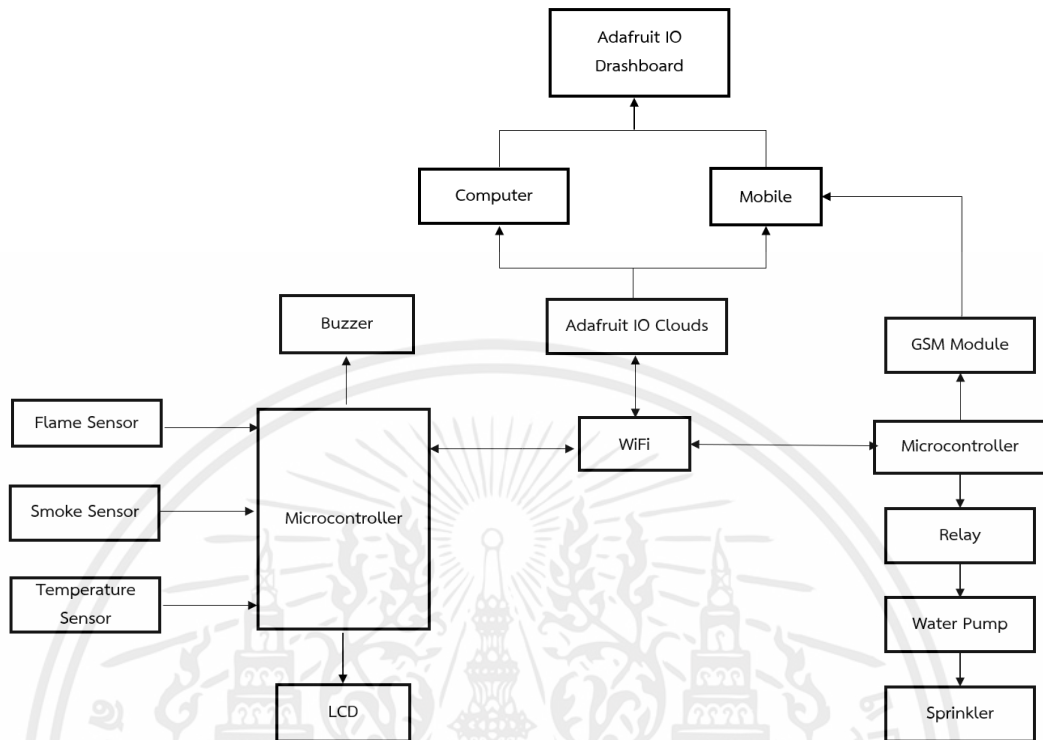 Adafruit IO
Drashboard
Computer
Mobile
Buzzer
Adafruit IO Clouds
GSM Module
Flame Sensor
WiFi
Microcontroller
Smoke Sensor
Microcontroller
Relay
Temperature
Sensor
Water Pump
LCD
Sprinkler